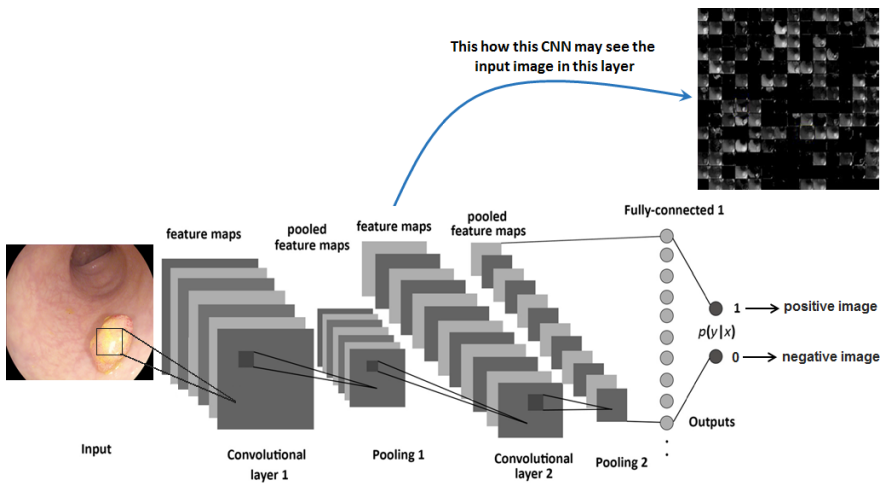 This how this CNN may see the
input image in this layer
Fully-connected 1
feature maps
pooled
feature maps
feature maps
pooled
feature maps
1
positive image
p(y|x)
0
negative image
Outputs
Input
Convolutional
layer 1
Pooling 1
Convolutional
layer 2
Pooling 2